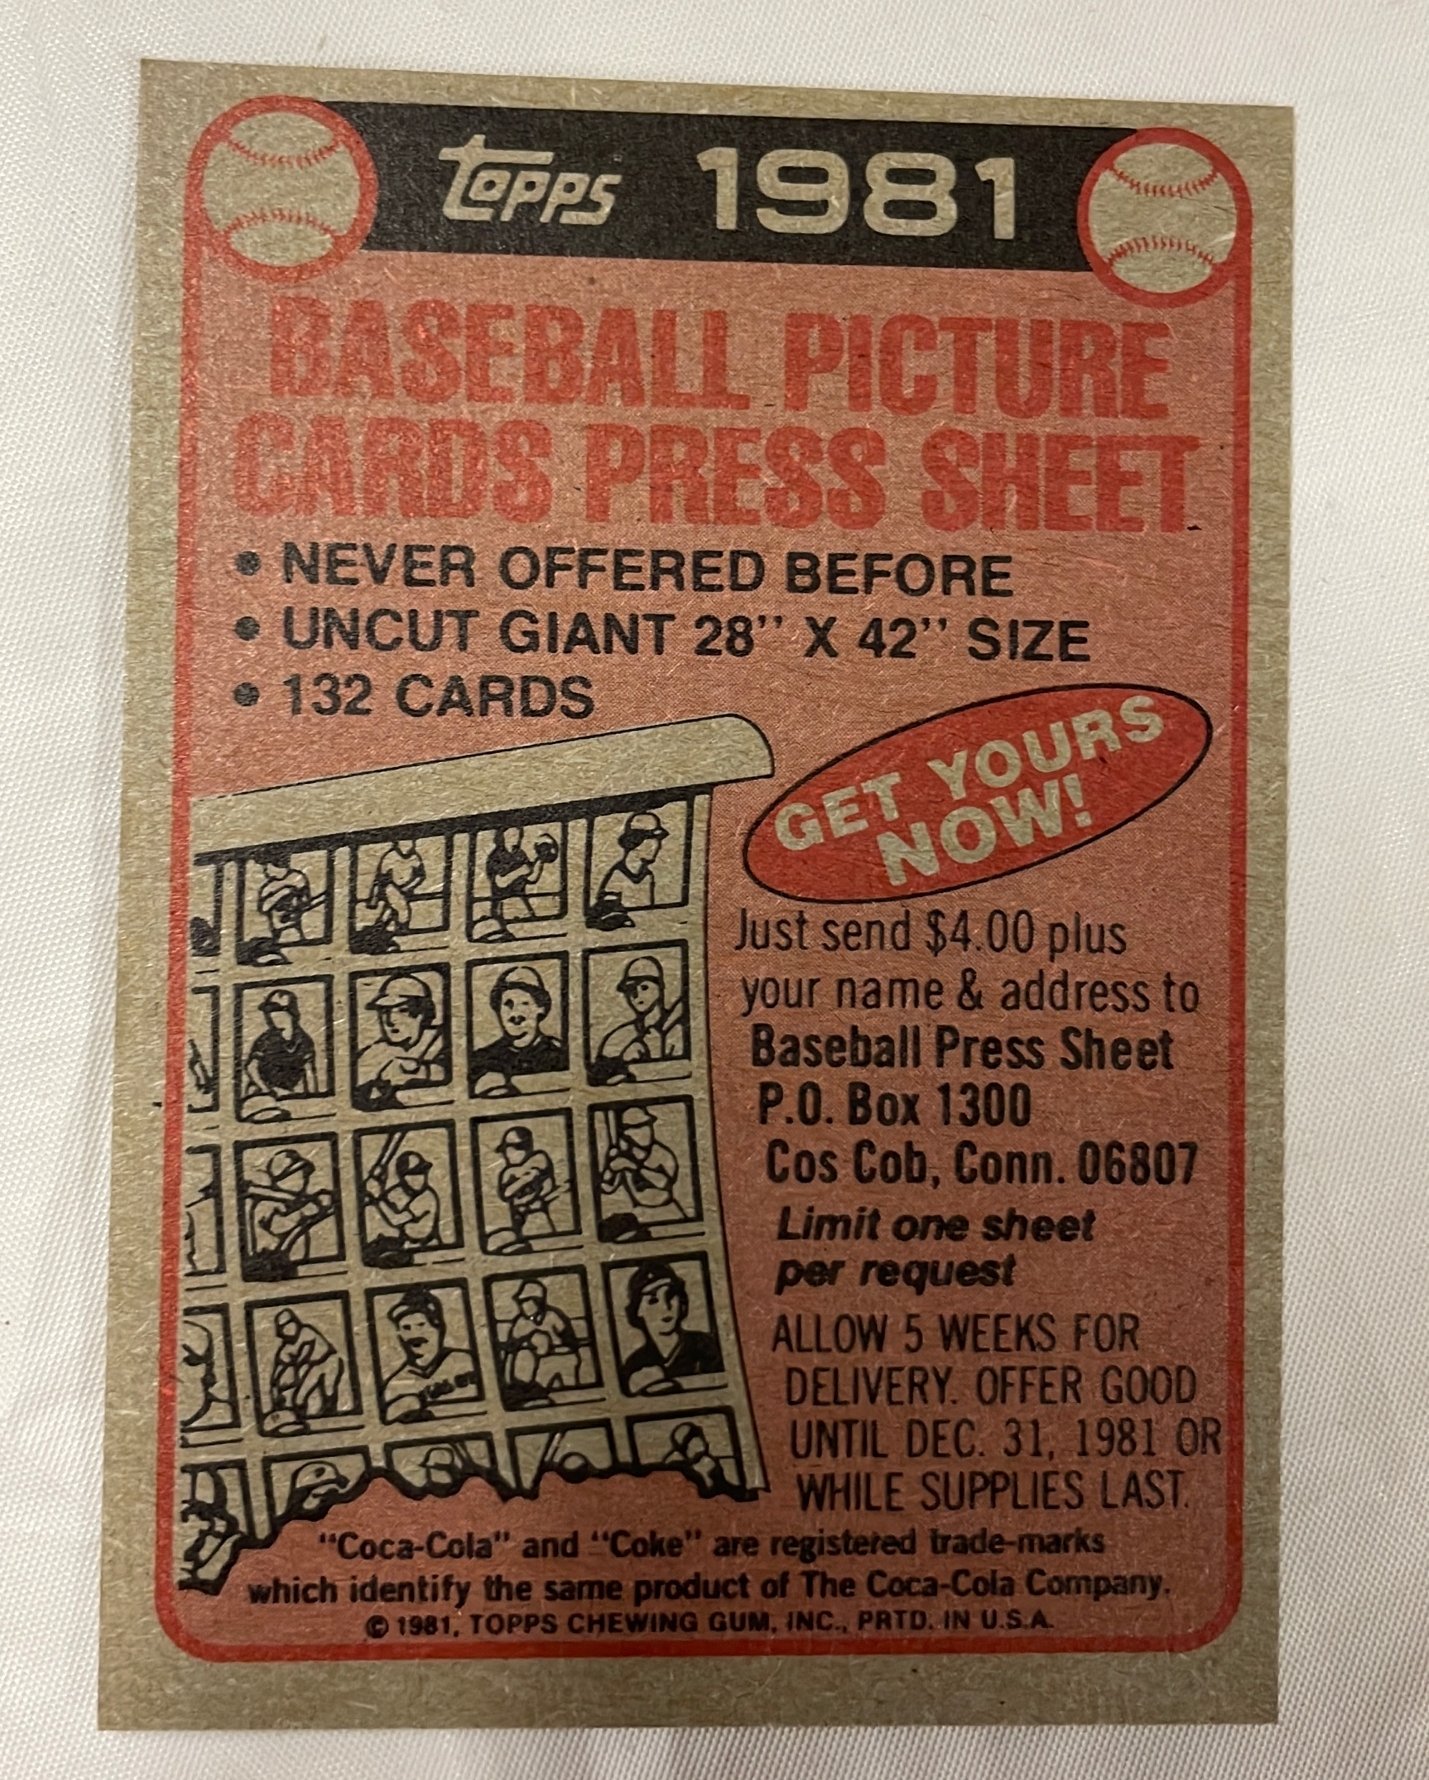 Topps 1981
BASEBALL PICTURE
CARDS PRESS SHEET
• NEVER OFFERED BEFORE
• UNCUT GIANT 28" X 42" SIZE
• 132 CARDS
GET YOURS
NOW!
Just send $4.00 plus
your name & address to
Baseball Press Sheet
P.O. Box 1300
Cos Cob, Conn. 06807
Limit one sheet
per request
ALLOW 5 WEEKS FOR
DELIVERY. OFFER GOOD
UNTIL DEC. 31, 1981 OR
WHILE SUPPLIES LAST.
"Coca-Cola" and "Coke" are registered trade-marks
which identify the same product of The Coca-Cola Company.
© 1981, TOPPS CHEWING GUM, INC., PRTD. IN U.S.A.